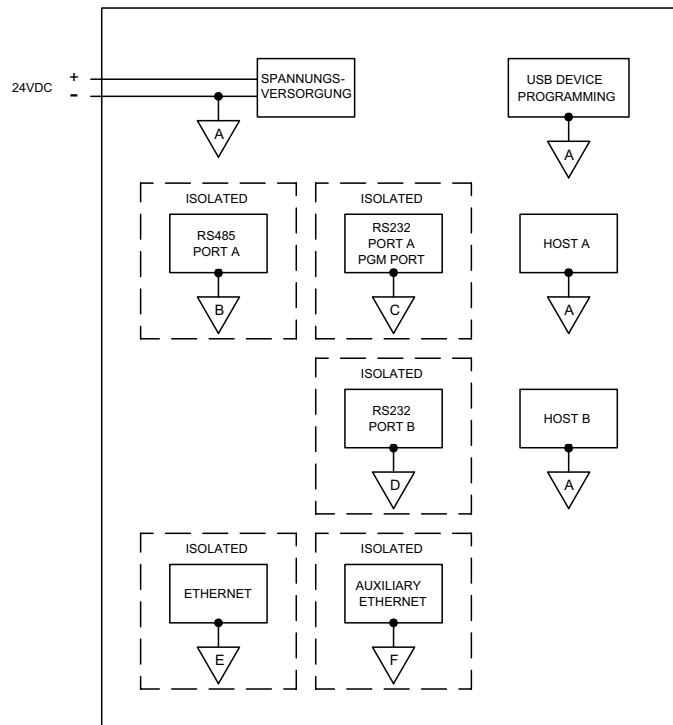 24VDC
+
-
SPANNUNGS-
VERSORGUNG
A
USB DEVICE
PROGRAMMING
A
ISOLATED
RS485
PORT A
B
ISOLATED
RS232
PORT A
PGM PORT
C
HOST A
A
ISOLATED
RS232
PORT B
D
HOST B
A
ISOLATED
ETHERNET
E
ISOLATED
AUXILIARY
ETHERNET
F